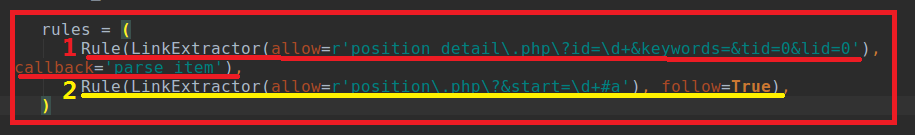 rules = (
1 Rule(LinkExtractor(allow=r'position_detail\.php\?id=\d+&keywords=&tid=0&lid=0'),
callback='parse_item'),
2 Rule(LinkExtractor(allow=r'position\.php\?&start=\d+#a'), follow=True),
)